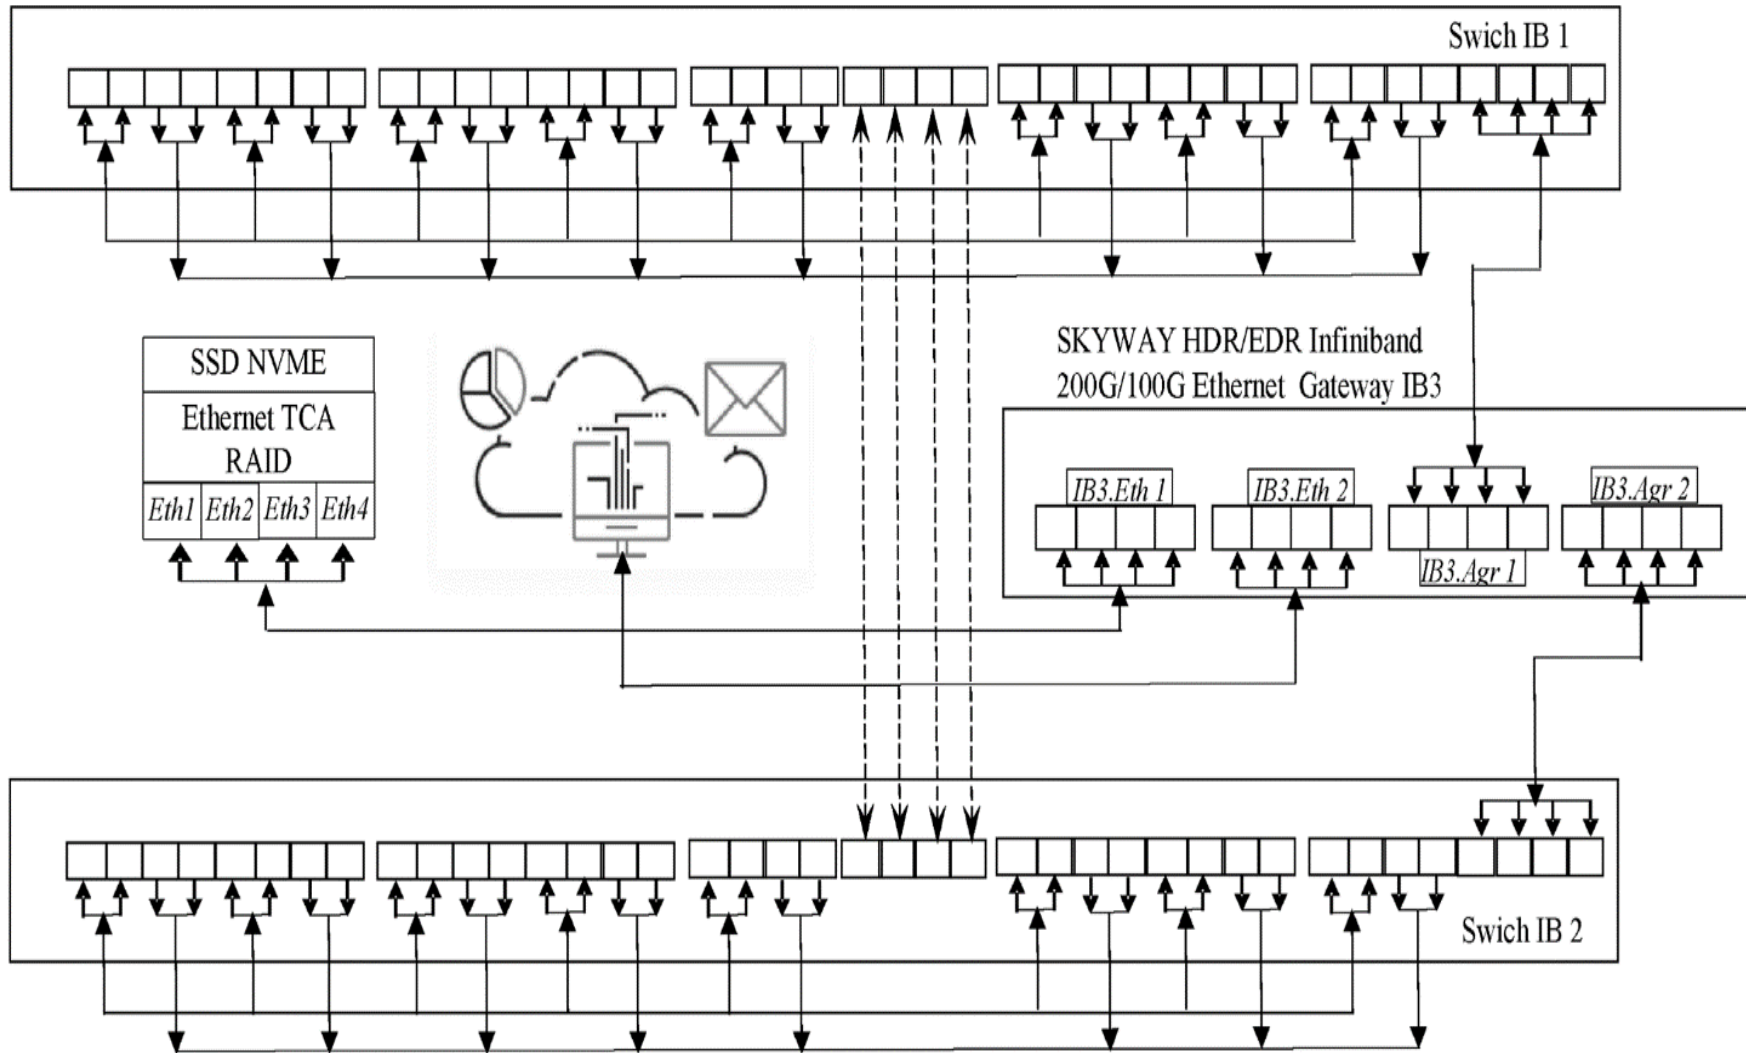 Swich IB 1
SKYWAY HDR/EDR Infiniband
200G/100G Ethernet Gateway IB3
SSD NVME
Ethernet TCA
RAID
Eth1 Eth2 Eth3 Eth4
IB3.Eth 1
IB3.Eth 2
IB3.Agr 1
IB3.Agr 2
Swich IB 2